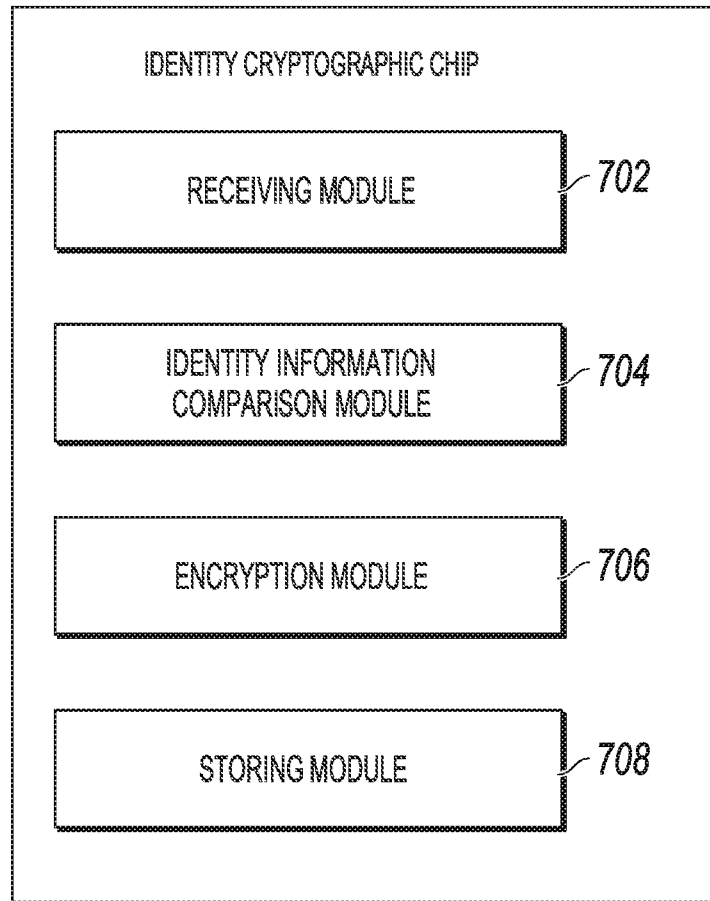 IDENTITY CRYPTOGRAPHIC CHIP
RECEIVING MODULE
702
IDENTITY INFORMATION
COMPARISON MODULE
704
ENCRYPTION MODULE
706
STORING MODULE
708